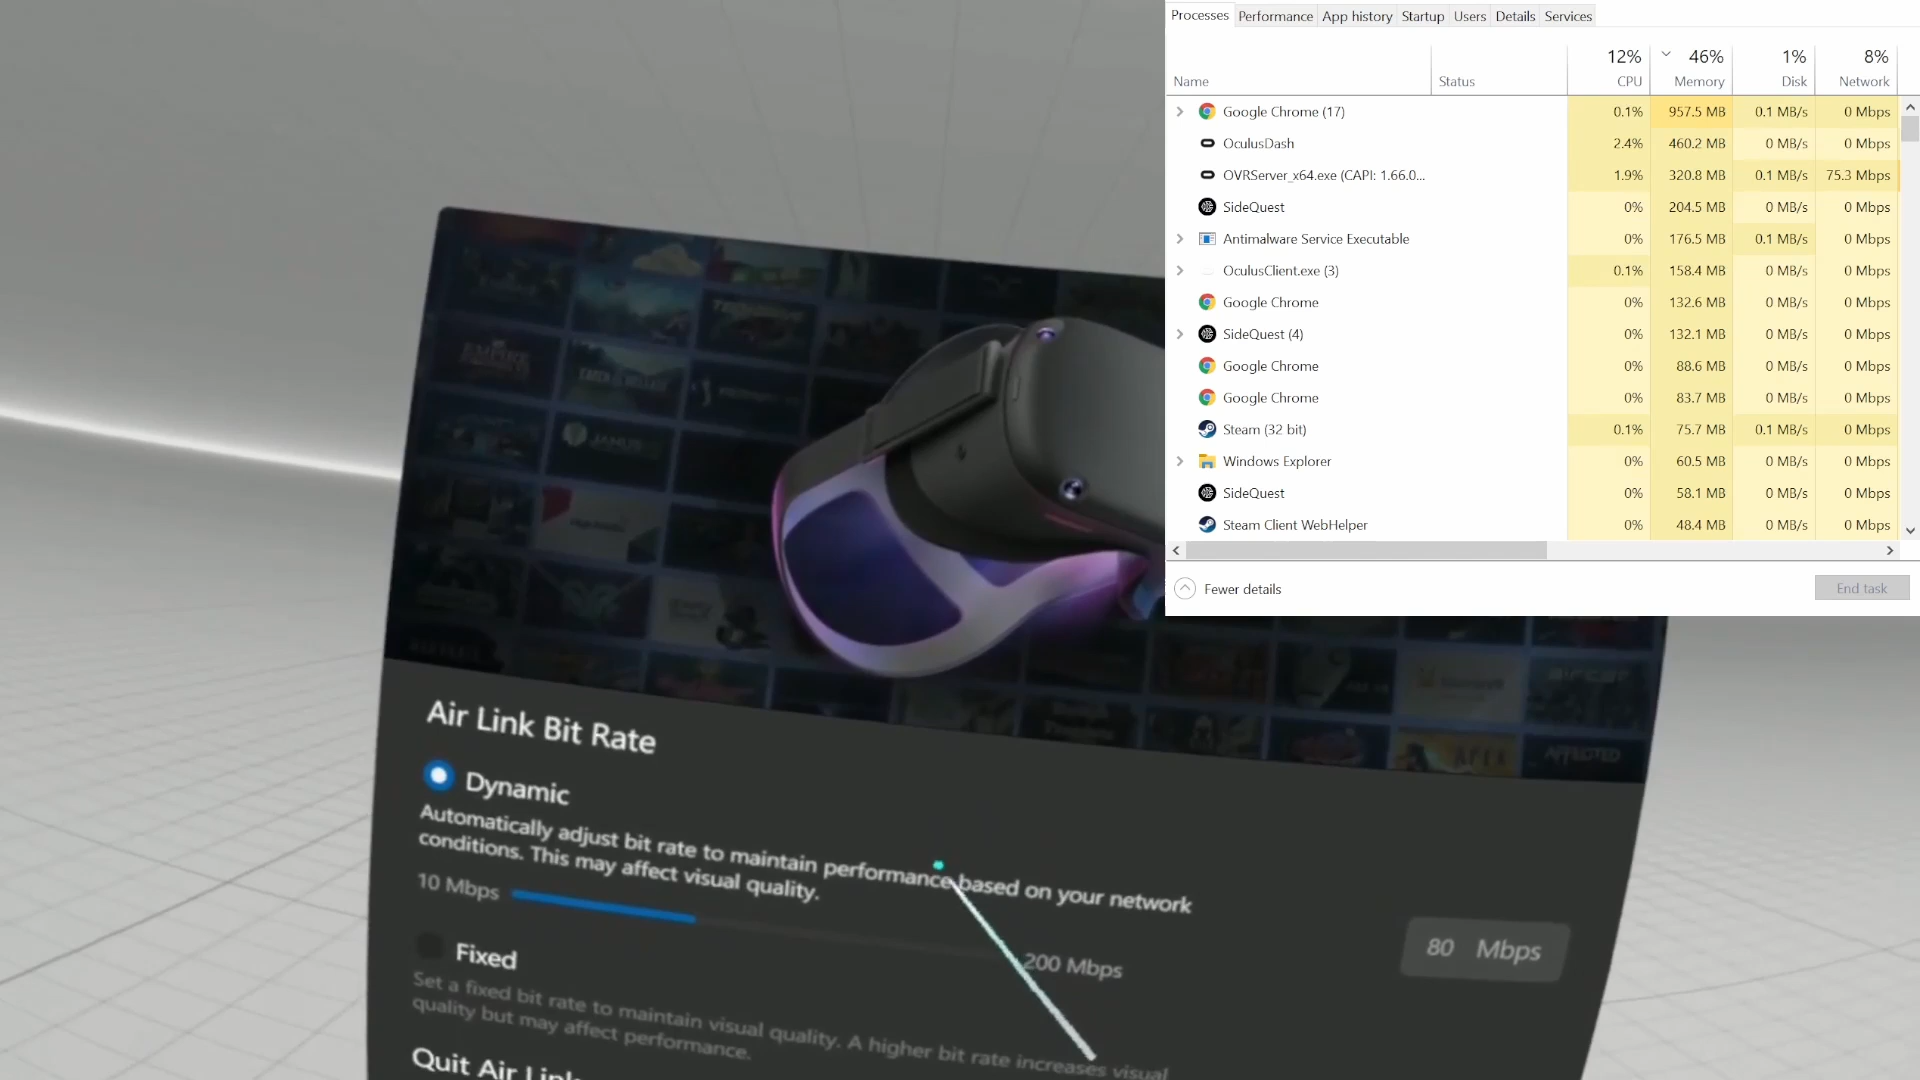 Processes Performance App history Startup Users Details Services
12% 46% 1% 8%
Name Status CPU Memory Disk Network
Google Chrome (17) 0.1% 957.5 MB 0.1 MB/s 0 Mbps
OculusDash 2.4% 460.2 MB 0 MB/s 0 Mbps
OVRServer_x64.exe (CAPI: 1.66.0... 1.9% 320.8 MB 0.1 MB/s 75.3 Mbps
SideQuest 0% 204.5 MB 0 MB/s 0 Mbps
Antimalware Service Executable 0% 176.5 MB 0.1 MB/s 0 Mbps
OculusClient.exe (3) 0.1% 158.4 MB 0 MB/s 0 Mbps
Google Chrome 0% 132.6 MB 0 MB/s 0 Mbps
SideQuest (4) 0% 132.1 MB 0 MB/s 0 Mbps
Google Chrome 0% 88.6 MB 0 MB/s 0 Mbps
Google Chrome 0% 83.7 MB 0 MB/s 0 Mbps
Steam (32 bit) 0.1% 75.7 MB 0.1 MB/s 0 Mbps
Windows Explorer 0% 60.5 MB 0 MB/s 0 Mbps
SideQuest 0% 58.1 MB 0 MB/s 0 Mbps
Steam Client WebHelper 0% 48.4 MB 0 MB/s 0 Mbps
Fewer details End task
JANUS
AFFECTED
Air Link Bit Rate
Dynamic
Automatically adjust bit rate to maintain performance based on your network
conditions. This may affect visual quality.
10 Mbps 200 Mbps 80 Mbps
Fixed
Set a fixed bit rate to maintain visual quality. A higher bit rate increases visual
quality but may affect performance.
Quit Air Link